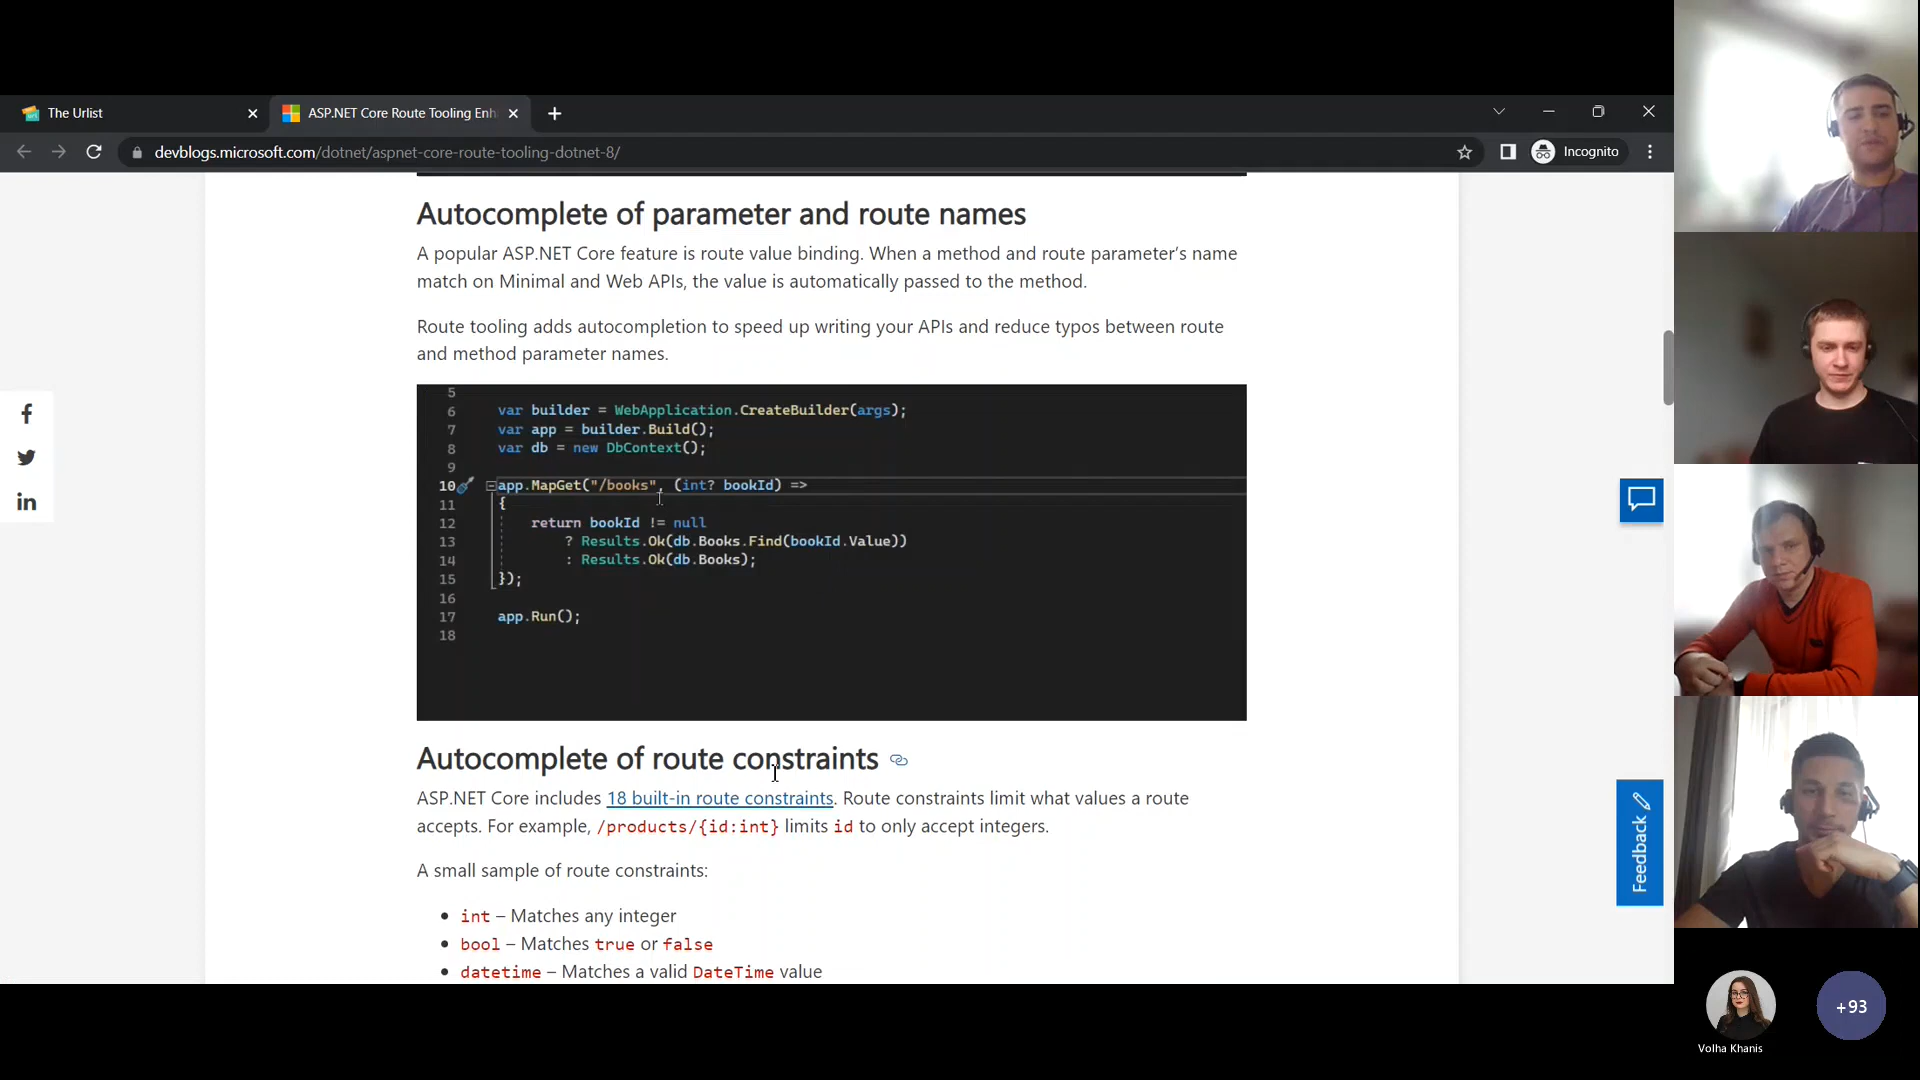 The Urlist
ASP.NET Core Route Tooling Enh
devblogs.microsoft.com/dotnet/aspnet-core-route-tooling-dotnet-8/
Incognito
Autocomplete of parameter and route names
A popular ASP.NET Core feature is route value binding. When a method and route parameter’s name
match on Minimal and Web APIs, the value is automatically passed to the method.
Route tooling adds autocompletion to speed up writing your APIs and reduce typos between route
and method parameter names.
5
6 var builder = WebApplication.CreateBuilder(args);
7 var app = builder.Build();
8 var db = new DbContext();
9
10 app.MapGet("/books", (int? bookId) =>
11 {
12 return bookId != null
13 ? Results.Ok(db.Books.Find(bookId.Value))
14 : Results.Ok(db.Books);
15 });
16
17 app.Run();
18
Autocomplete of route constraints
ASP.NET Core includes 18 built-in route constraints. Route constraints limit what values a route
accepts. For example, /products/{id:int} limits id to only accept integers.
A small sample of route constraints:
• int – Matches any integer
• bool – Matches true or false
• datetime – Matches a valid DateTime value
Feedback
Volha Khanis
+93